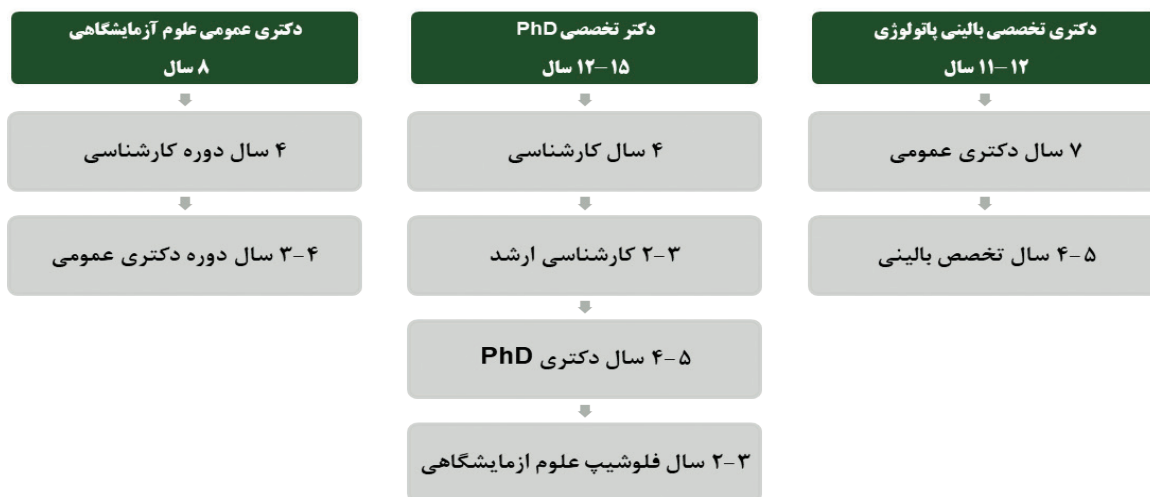 دکتری تخصصی بالینی پاتولوژی
۱۱–۱۲ سال
۷ سال دکتری عمومی
۴-۵ سال تخصص بالینی
دکتر تخصصی PhD
۱۲–۱۵ سال
۴ سال کارشناسی
۲-۳ کارشناسی ارشد
۴-۵ سال دکتری PhD
۲-۳ سال فلوشیپ علوم ازمایشگاهی
دکتری عمومی علوم آزمایشگاهی
۸ سال
۴ سال دوره کارشناسی
۳-۴ سال دوره دکتری عمومی